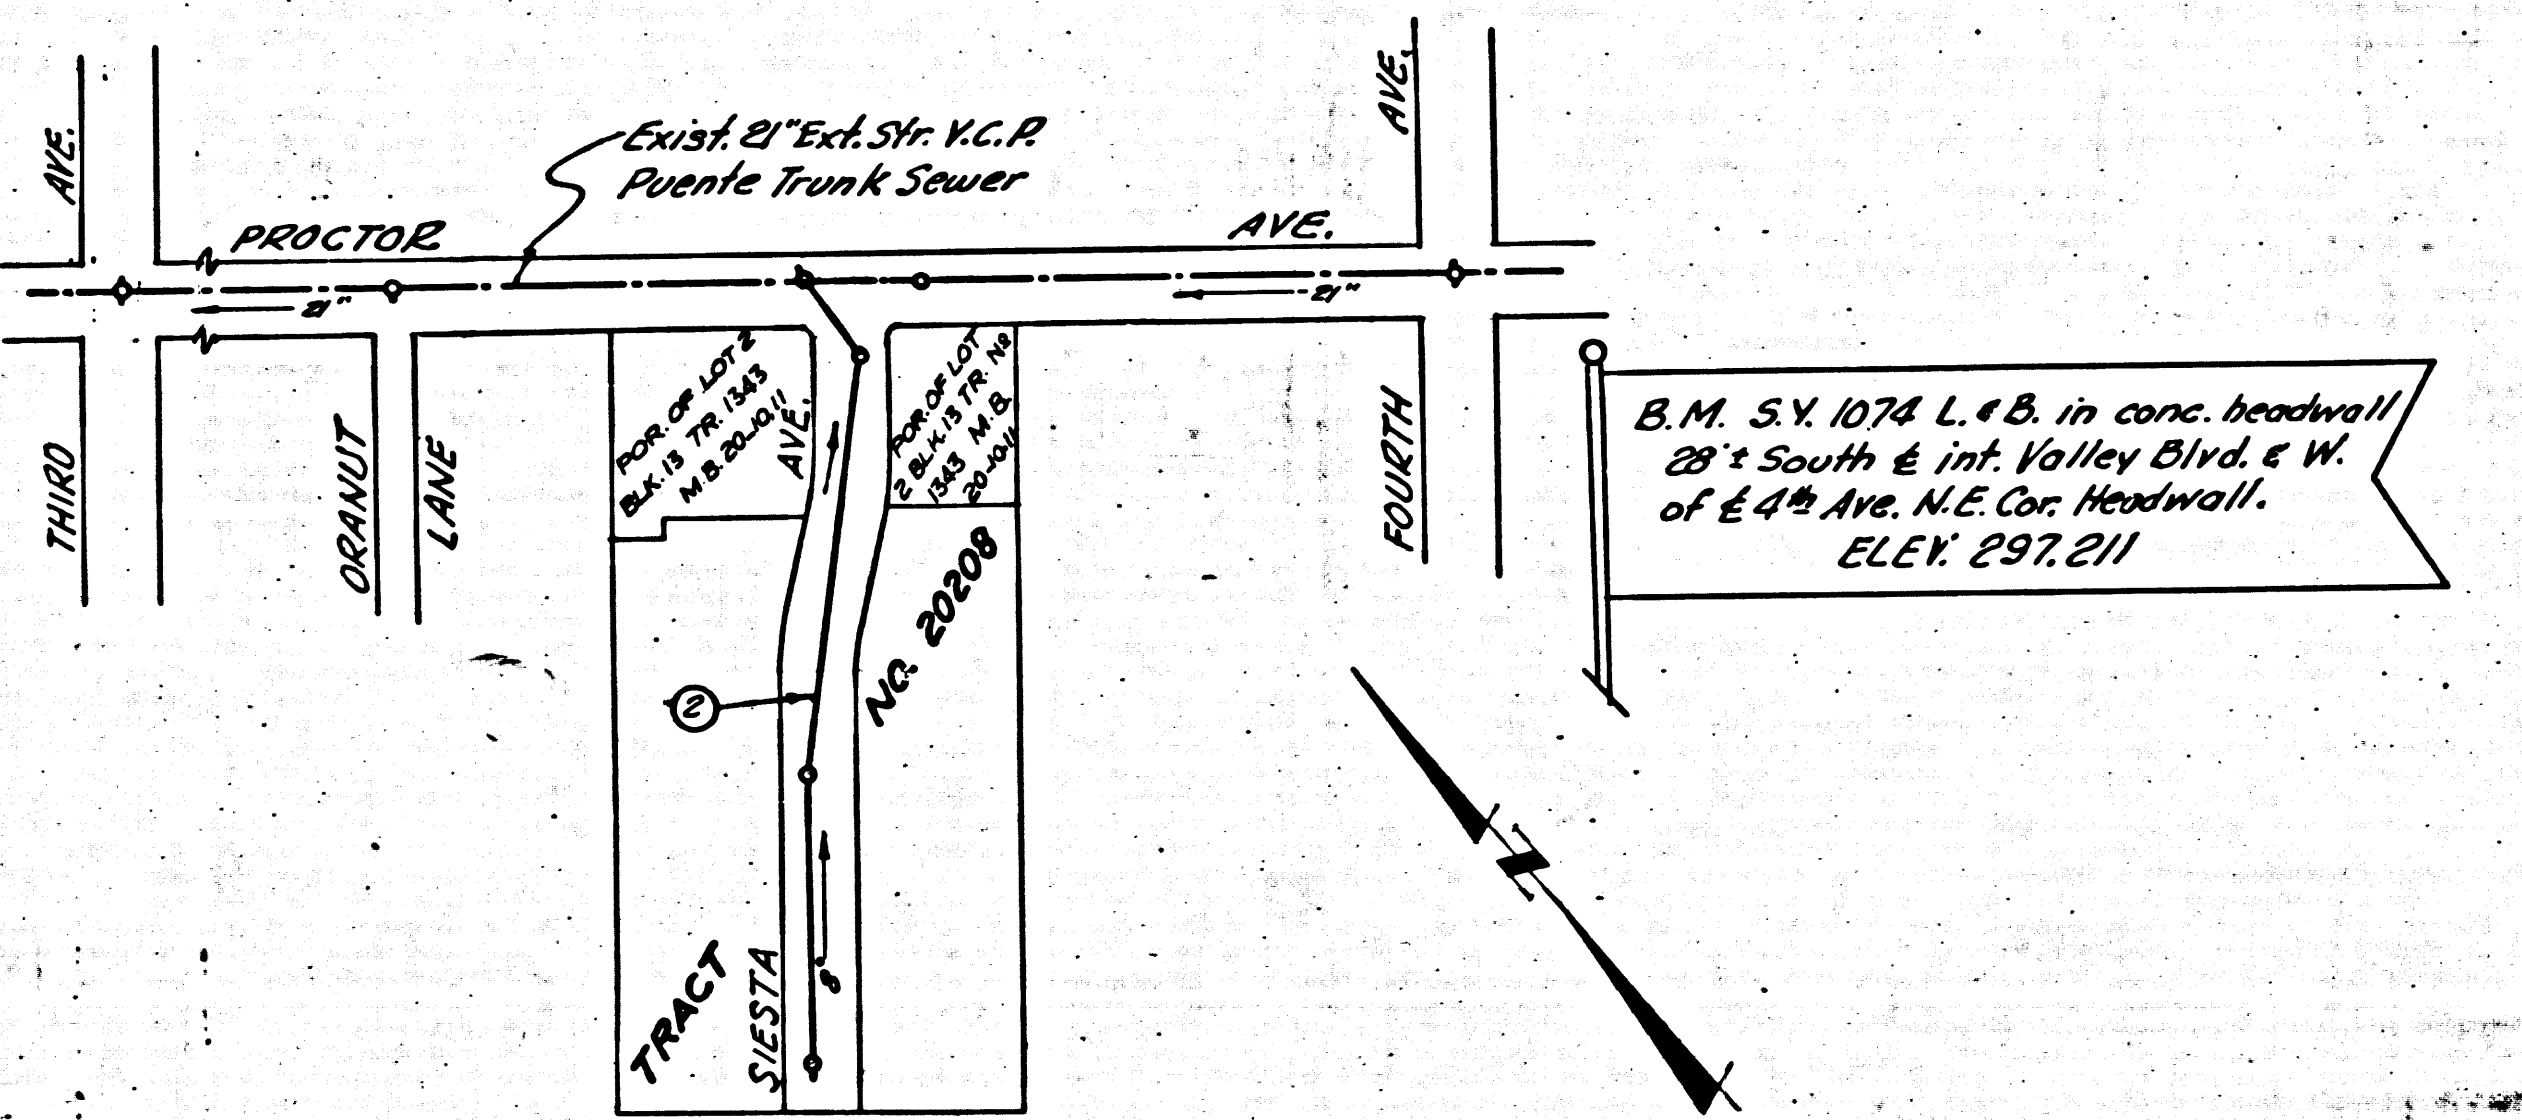 AVE.
AVE.
Exist. 21" Ext. Str. V.C.P.
Puente Trunk Sewer
PROCTOR
AVE.
21"
21"
THIRD
ORANUT
LANE
POR. OF LOT 2
BLK. 13 TR. 1343
M.B. 20-10,11
AVE.
POR. OF LOT
2 BLK. 13 TR. Nº
1343 M.B.
20-10,11
FOURTH
B.M. S.Y. 1074 L. & B. in conc. headwall
28'± South ℄ int. Valley Blvd. & W.
of ℄ 4th Ave. N.E. Cor. Headwall.
ELEV. 297.211
NO. 20208
2
TRACT
SIESTA
8"